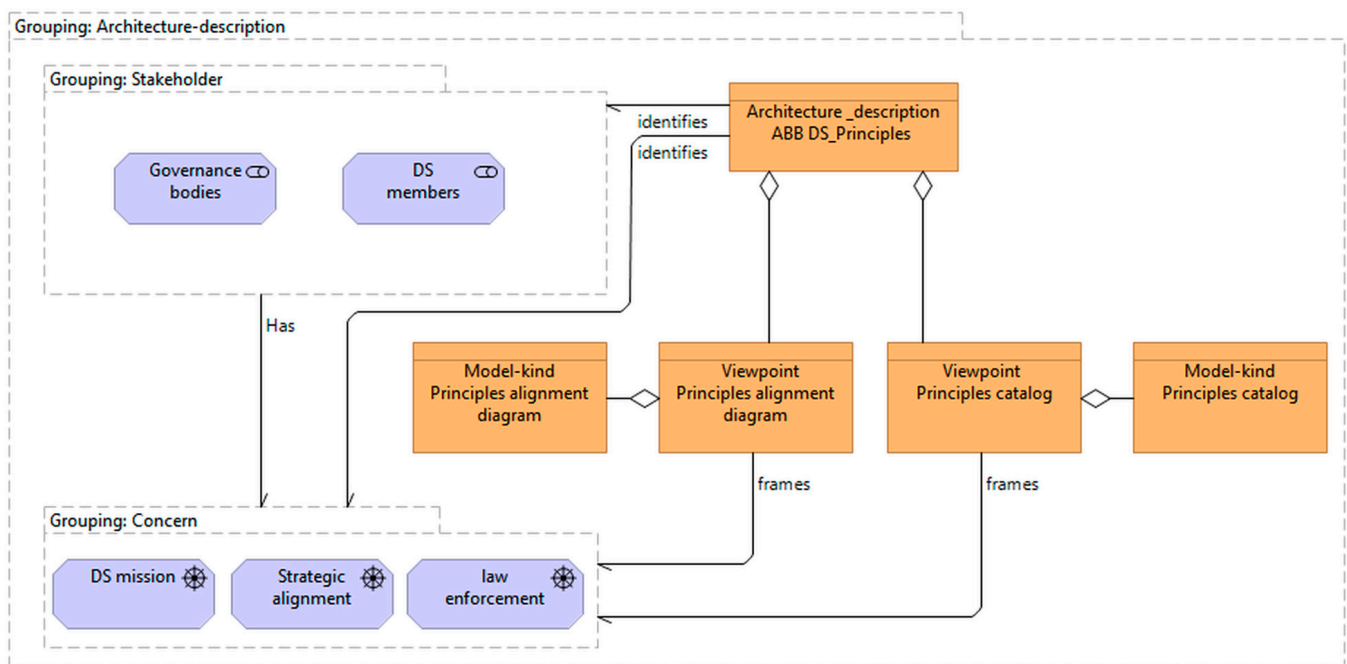 Grouping: Architecture-description
Grouping: Stakeholder
Architecture _description
ABB DS_Principles
identifies
identifies
Governance
bodies
DS
members
Has
Model-kind
Principles alignment
diagram
Viewpoint
Principles alignment
diagram
Viewpoint
Principles catalog
Model-kind
Principles catalog
frames
frames
Grouping: Concern
DS mission
Strategic
alignment
law
enforcement